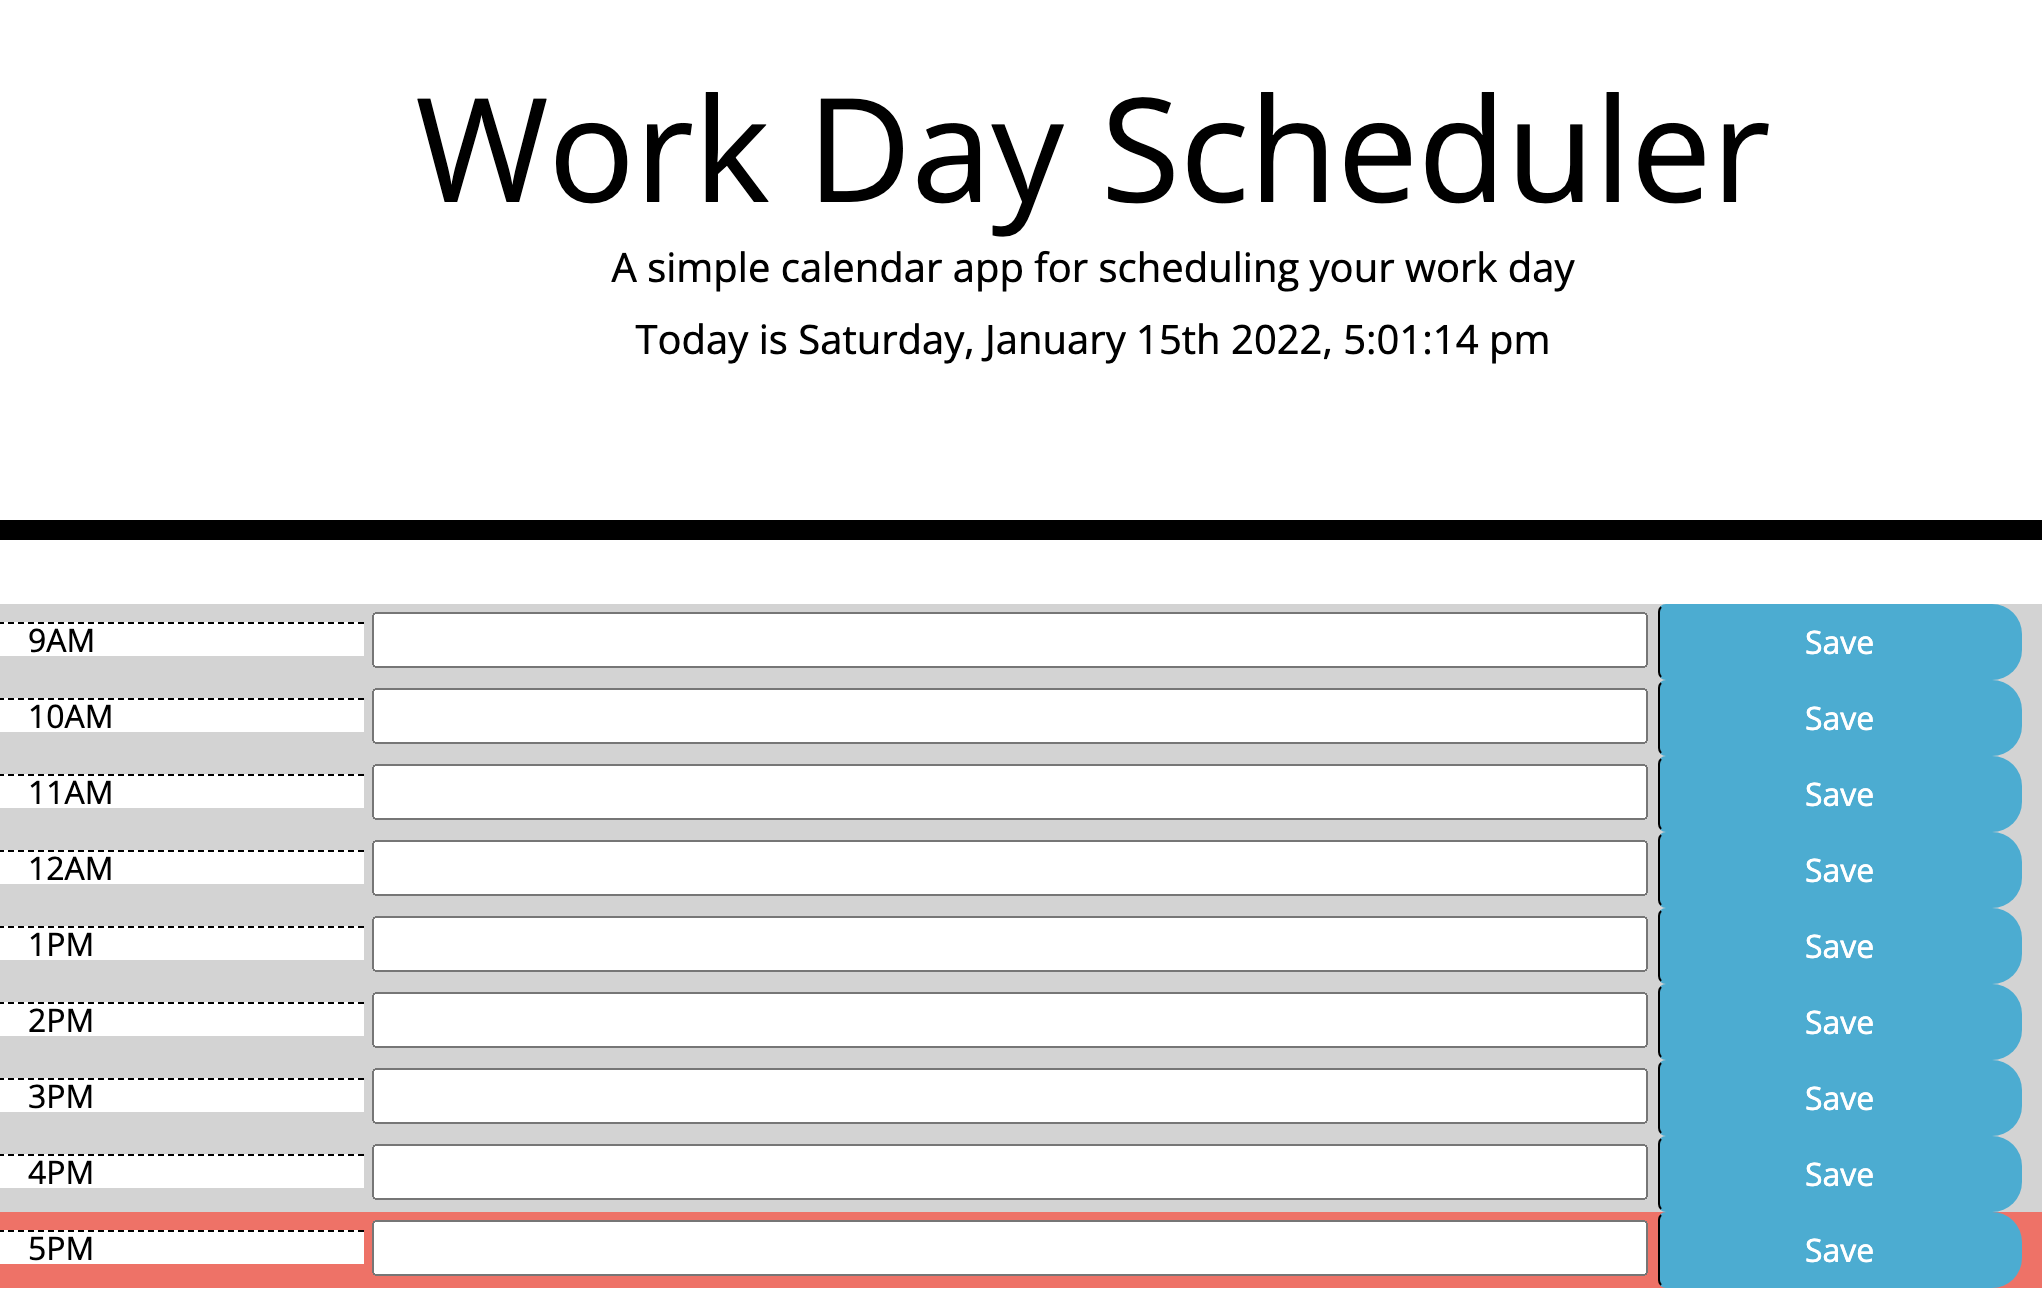 Work Day Scheduler
A simple calendar app for scheduling your work day
Today is Saturday, January 15th 2022, 5:01:14 pm
9AM Save
10AM Save
11AM Save
12AM Save
1PM Save
2PM Save
3PM Save
4PM Save
5PM Save